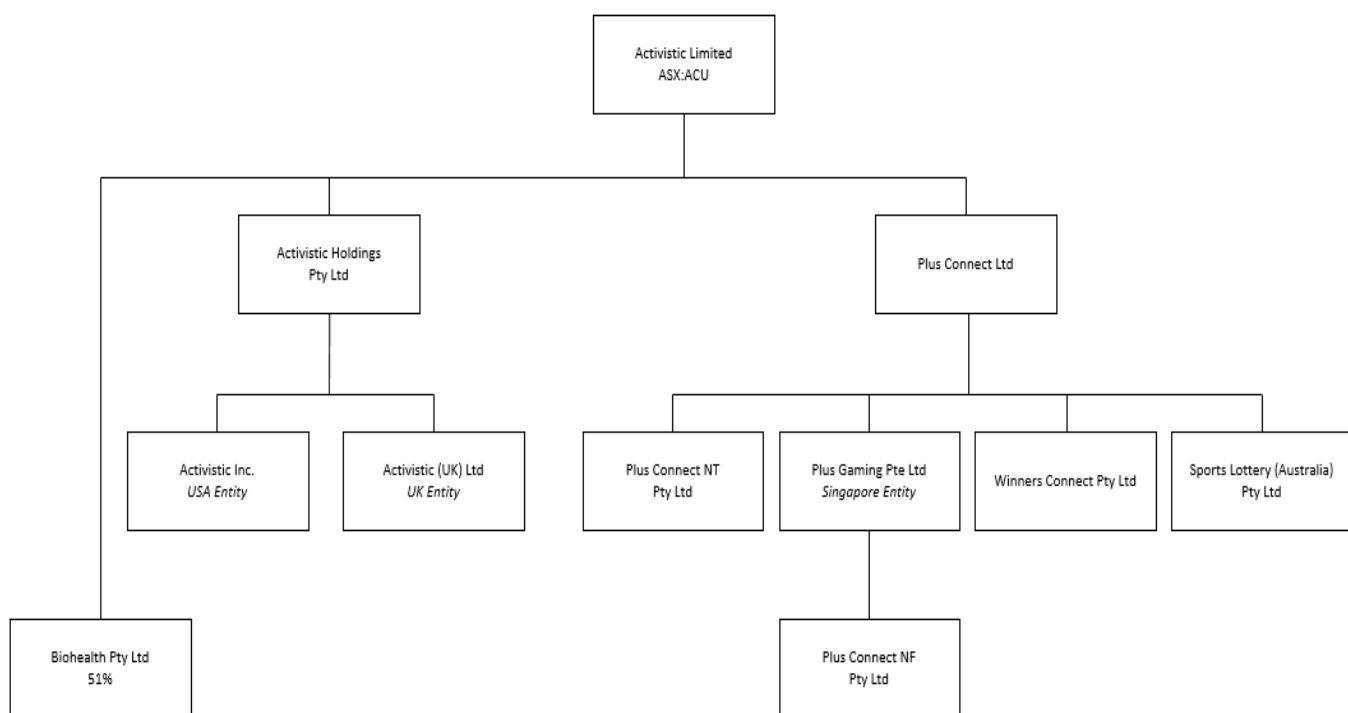 Activistic Limited
ASX:ACU
Activistic Holdings
Pty Ltd
Plus Connect Ltd
Activistic Inc.
USA Entity
Activistic (UK) Ltd
UK Entity
Plus Connect NT
Pty Ltd
Plus Gaming Pte Ltd
Singapore Entity
Winners Connect Pty Ltd
Sports Lottery (Australia)
Pty Ltd
Biohealth Pty Ltd
51%
Plus Connect NF
Pty Ltd